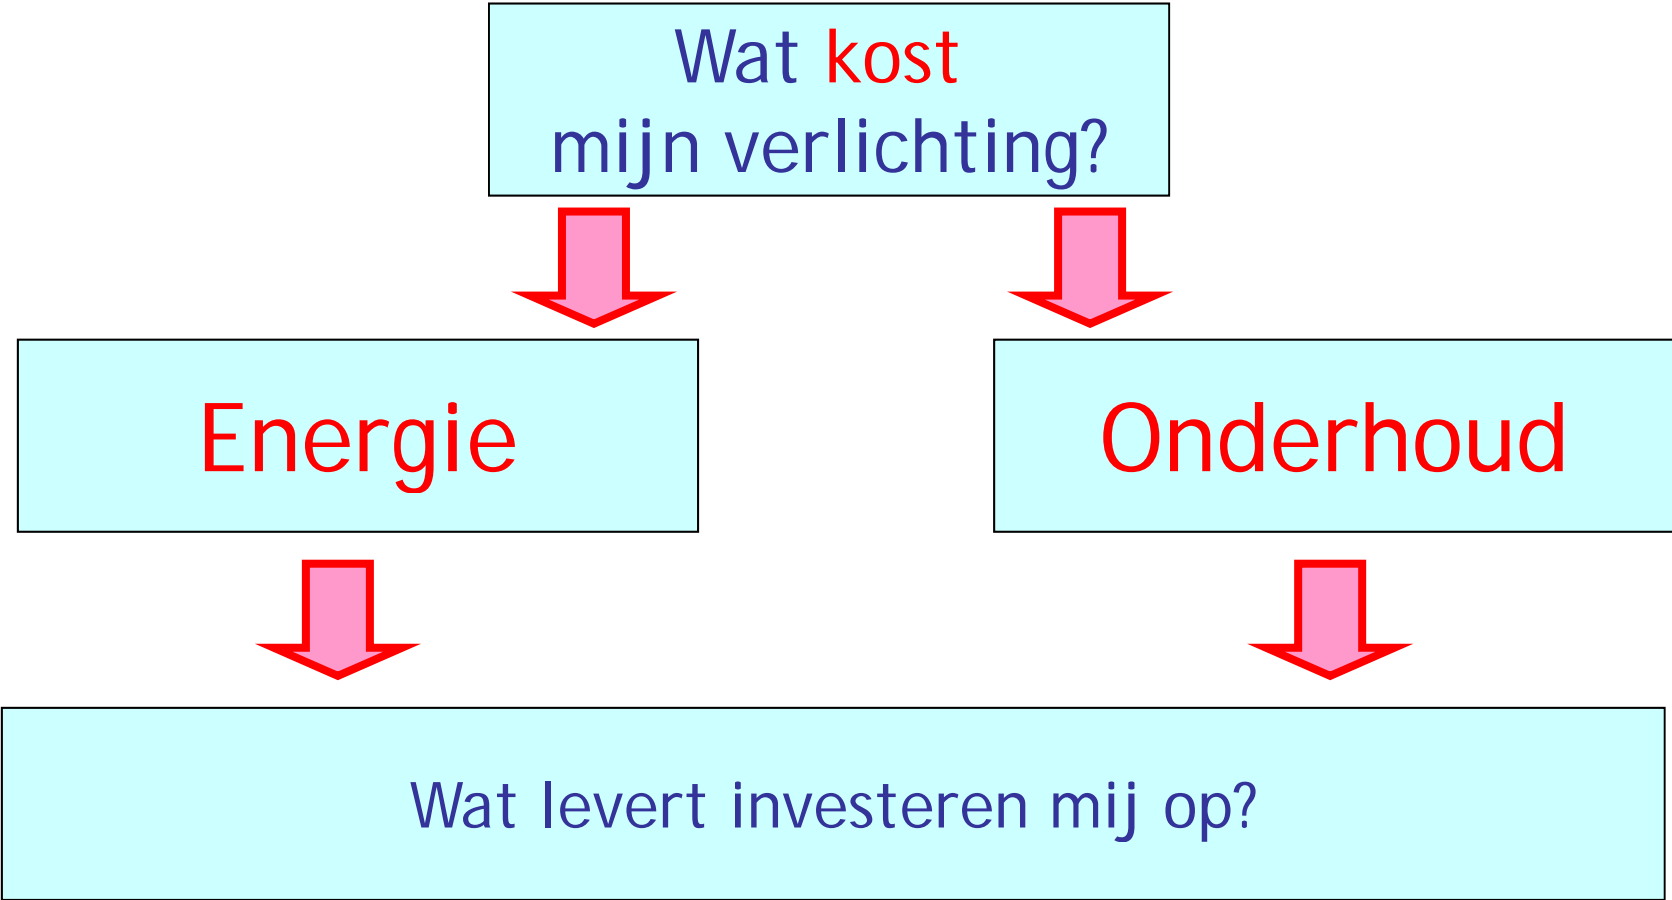 Wat kost
mijn verlichting?
Energie
Onderhoud
Wat levert investeren mij op?